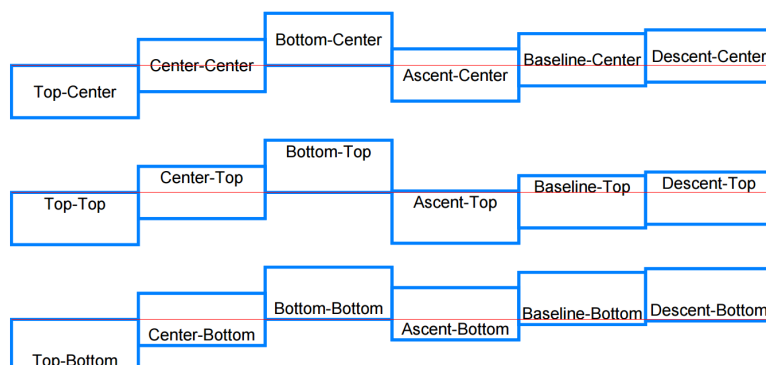 Top-Center Center-Center Bottom-Center Ascent-Center Baseline-Center Descent-Center
Top-Top Center-Top Bottom-Top Ascent-Top Baseline-Top Descent-Top
Top-Bottom Center-Bottom Bottom-Bottom Ascent-Bottom Baseline-Bottom Descent-Bottom